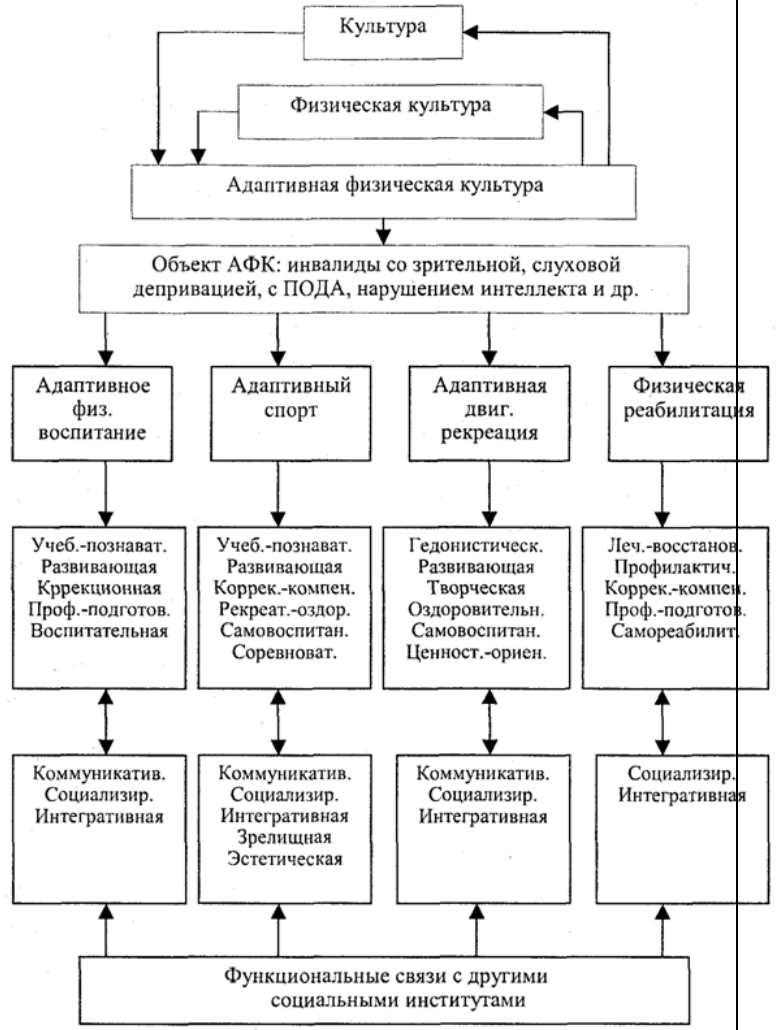 Культура
Физическая культура
Адаптивная физическая культура
Объект АФК: инвалиды со зрительной, слуховой
депривацией, с ПОДА, нарушением интеллекта и др.
Адаптивное
физ.
воспитание
Адаптивный
спорт
Адаптивная
двиг.
рекреация
Физическая
реабилитация
Учеб.-познават.
Развивающая
Кррекционная
Проф.-подготов.
Воспитательная
Учеб.-познават.
Развивающая
Коррек.-компен.
Рекреат.-оздор.
Самовоспитан.
Соревноват.
Гедонистическ.
Развивающая
Творческая
Оздоровительн.
Самовоспитан.
Ценност.-ориен.
Леч.-восстанов.
Профилактич.
Коррек.-компен.
Проф.-подготов.
Самореабилит.
Коммуникатив.
Социализир.
Интегративная
Коммуникатив.
Социализир.
Интегративная
Зрелищная
Эстетическая
Коммуникатив.
Социализир.
Интегративная
Социализир.
Интегративная
Функциональные связи с другими
социальными институтами